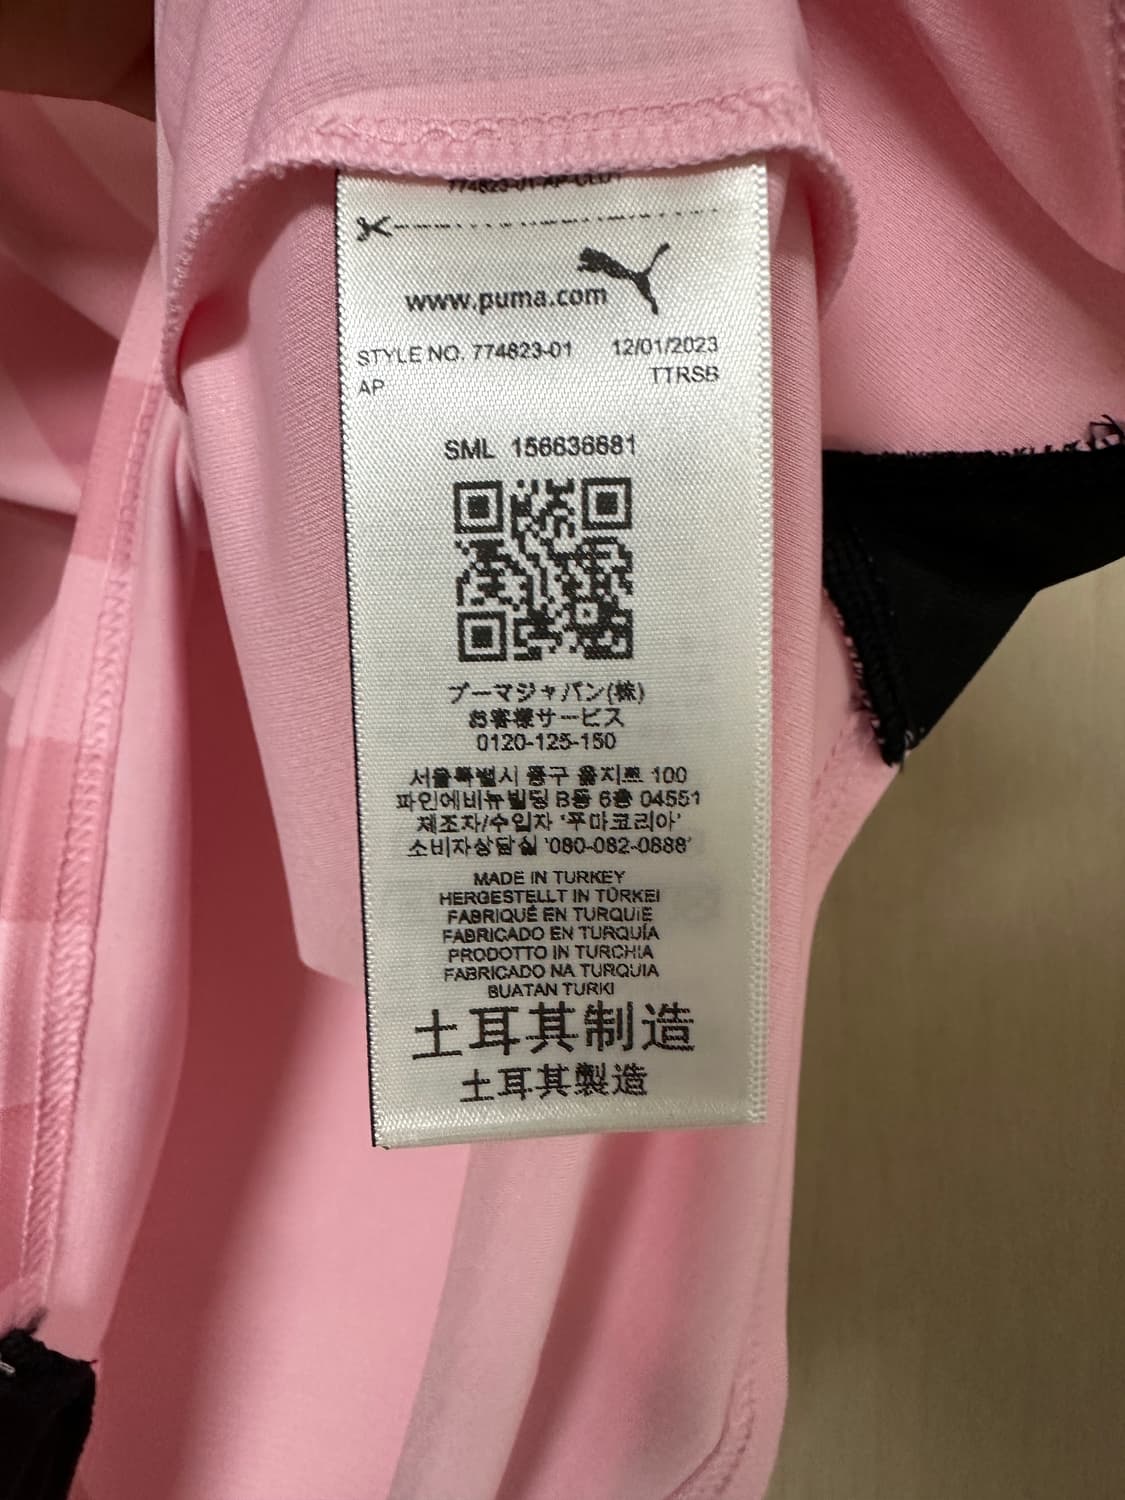 774823-01-AP-CLO1
www.puma.com
STYLE NO. 774823-01 12/01/2023
AP TTRSB
SML 156636681
プーマジャパン(株)
お客様サービス
0120-125-150
서울특별시 중구 을지로 100
파인에비뉴빌딩 B동 6층 04551
제조자/수입자 '푸마코리아'
소비자상담실 '080-082-0888'
MADE IN TURKEY
HERGESTELLT IN TÜRKEI
FABRIQUÉ EN TURQUIE
FABRICADO EN TURQUÍA
PRODOTTO IN TURCHIA
FABRICADO NA TURQUIA
BUATAN TURKI
土耳其制造
土耳其製造